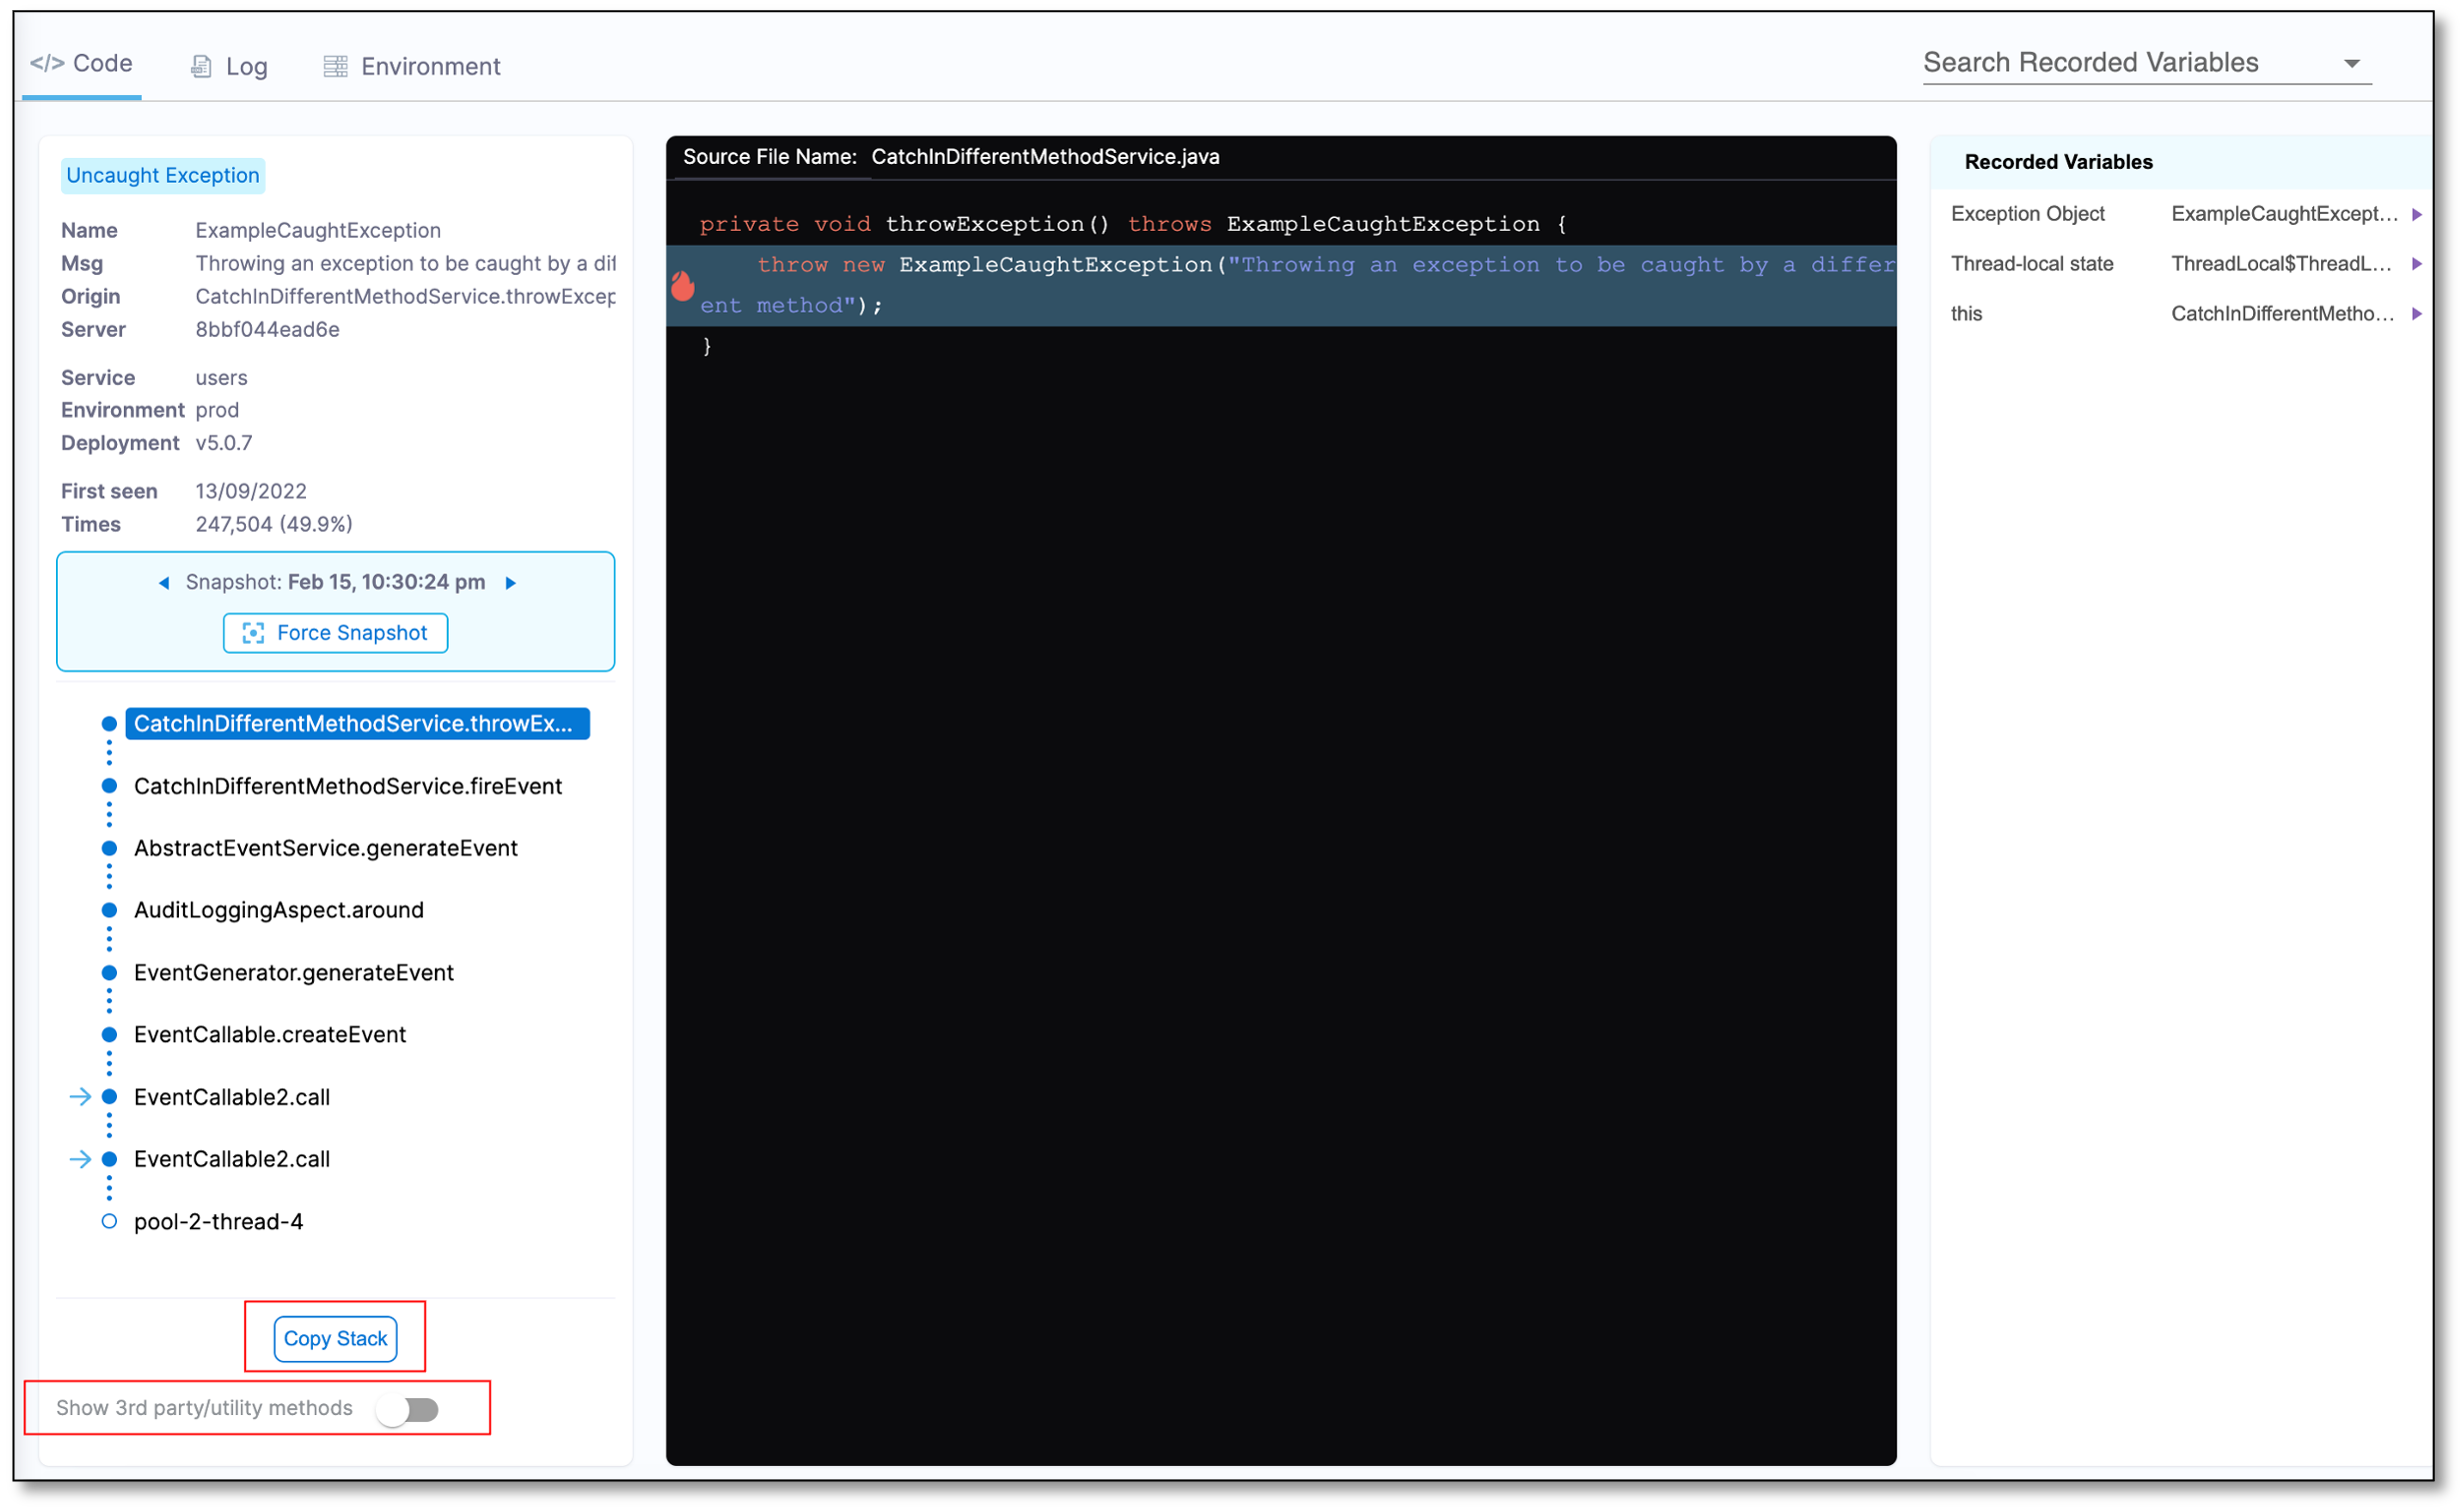 </> Code
Log
Environment
Search Recorded Variables
Uncaught Exception
Name ExampleCaughtException
Msg Throwing an exception to be caught by a dif
Origin CatchInDifferentMethodService.throwExcep
Server 8bbf044ead6e
Service users
Environment prod
Deployment v5.0.7
First seen 13/09/2022
Times 247,504 (49.9%)
Snapshot: Feb 15, 10:30:24 pm
Force Snapshot
CatchInDifferentMethodService.throwEx...
CatchInDifferentMethodService.fireEvent
AbstractEventService.generateEvent
AuditLoggingAspect.around
EventGenerator.generateEvent
EventCallable.createEvent
EventCallable2.call
EventCallable2.call
pool-2-thread-4
Copy Stack
Show 3rd party/utility methods
Source File Name: CatchInDifferentMethodService.java
private void throwException() throws ExampleCaughtException {
throw new ExampleCaughtException("Throwing an exception to be caught by a differ
ent method");
}
Recorded Variables
Exception Object ExampleCaughtExcept...
Thread-local state ThreadLocal$ThreadL...
this CatchInDifferentMetho...